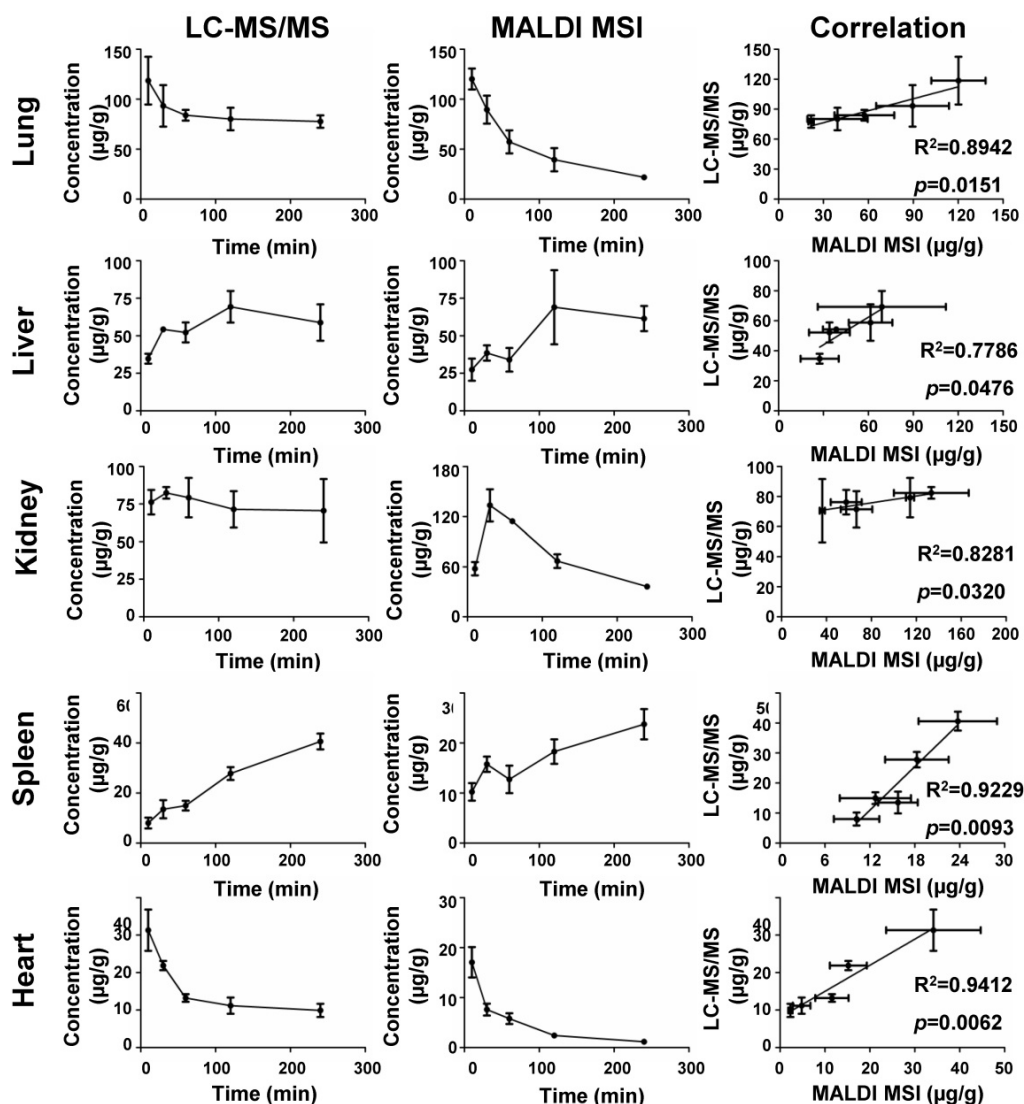 LC-MS/MS MALDI MSI Correlation
Lung
Concentration (µg/g)
150
100
50
0
0 100 200 300
Time (min)
Concentration (µg/g)
150
100
50
0
0 100 200 300
Time (min)
LC-MS/MS (µg/g)
150
120
90
60
30
0
R²=0.8942
p=0.0151
0 30 60 90 120 150
MALDI MSI (µg/g)
Liver
Concentration (µg/g)
100
75
50
25
0
0 100 200 300
Time (min)
Concentration (µg/g)
100
75
50
25
0
0 100 200 300
Time (min)
LC-MS/MS (µg/g)
100
80
60
40
20
0
R²=0.7786
p=0.0476
0 30 60 90 120 150
MALDI MSI (µg/g)
Kidney
Concentration (µg/g)
100
75
50
25
0
0 100 200 300
Time (min)
Concentration (µg/g)
180
135
90
45
0
0 100 200 300
Time (min)
LC-MS/MS (µg/g)
100
80
60
40
20
0
R²=0.8281
p=0.0320
0 40 80 120 160 200
MALDI MSI (µg/g)
Spleen
Concentration (µg/g)
40
20
0
0 100 200 300
Time (min)
Concentration (µg/g)
20
10
0
0 100 200 300
Time (min)
LC-MS/MS (µg/g)
40
30
20
10
0
R²=0.9229
p=0.0093
0 6 12 18 24 30
MALDI MSI (µg/g)
Heart
Concentration (µg/g)
40
30
20
10
0
0 100 200 300
Time (min)
Concentration (µg/g)
30
20
10
0
0 100 200 300
Time (min)
LC-MS/MS (µg/g)
40
30
20
10
0
R²=0.9412
p=0.0062
0 10 20 30 40 50
MALDI MSI (µg/g)